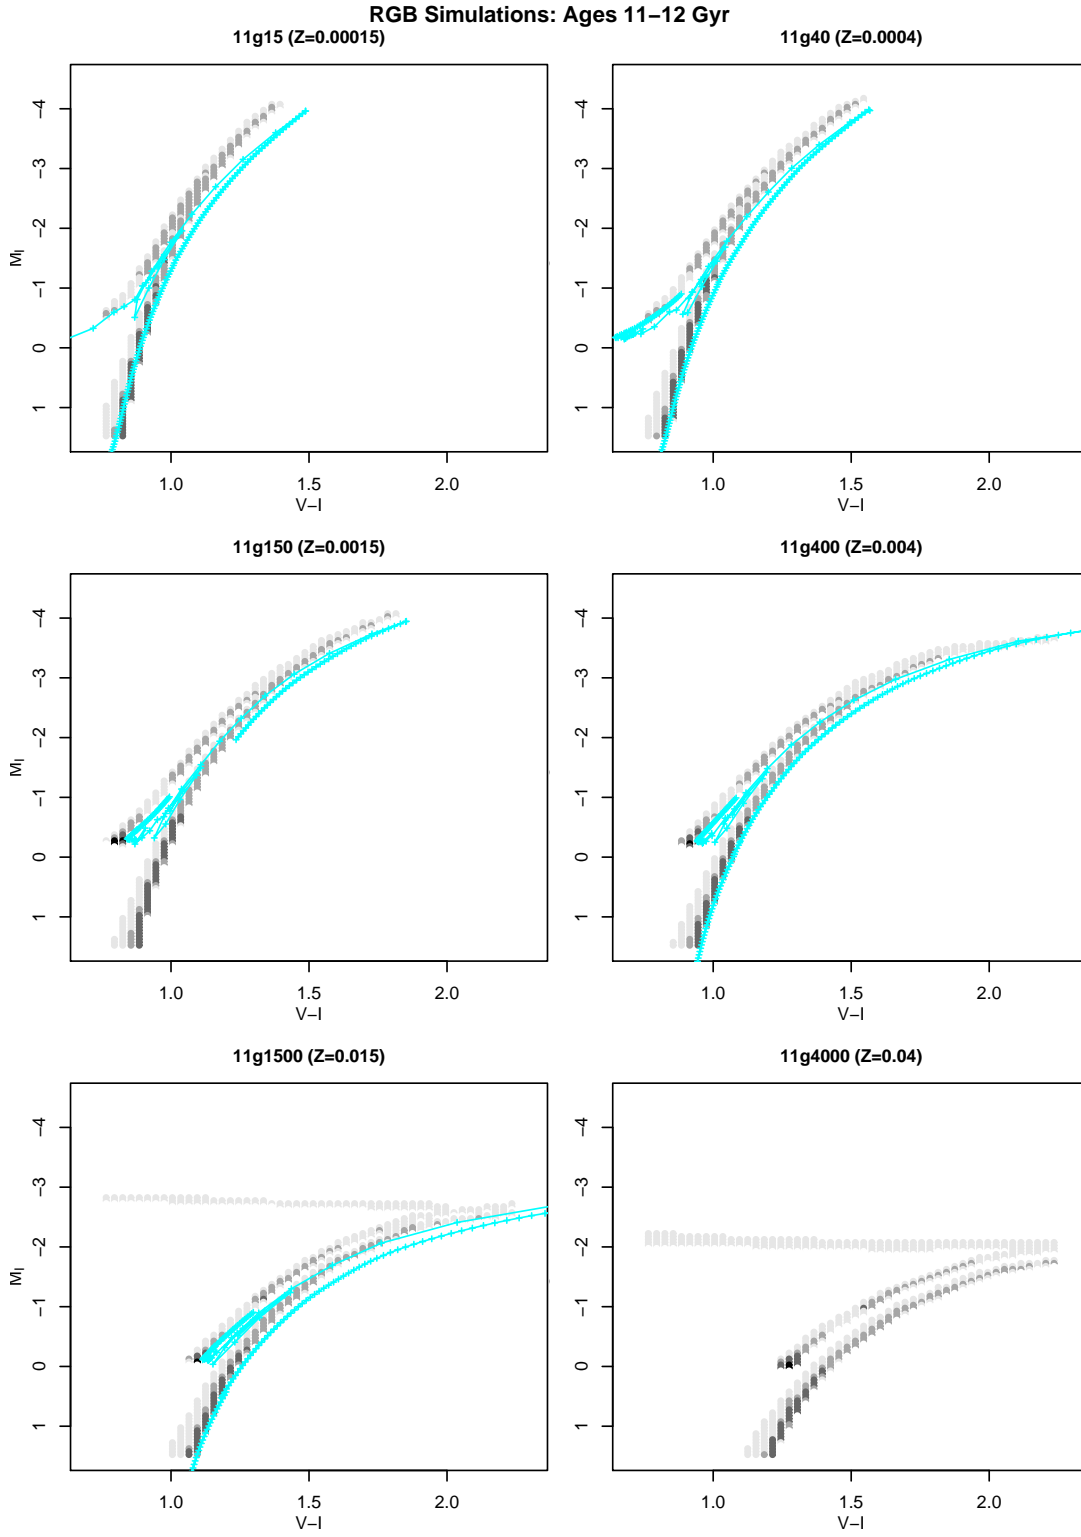 RGB Simulations: Ages 11−12 Gyr
11g15 (Z=0.00015)
11g40 (Z=0.0004)
−4
−3
−2
−1
0
1
M_I
1.0 1.5 2.0
V−I
−4
−3
−2
−1
0
1
1.0 1.5 2.0
V−I
11g150 (Z=0.0015)
11g400 (Z=0.004)
−4
−3
−2
−1
0
1
M_I
1.0 1.5 2.0
V−I
−4
−3
−2
−1
0
1
1.0 1.5 2.0
V−I
11g1500 (Z=0.015)
11g4000 (Z=0.04)
−4
−3
−2
−1
0
1
M_I
1.0 1.5 2.0
V−I
−4
−3
−2
−1
0
1
1.0 1.5 2.0
V−I